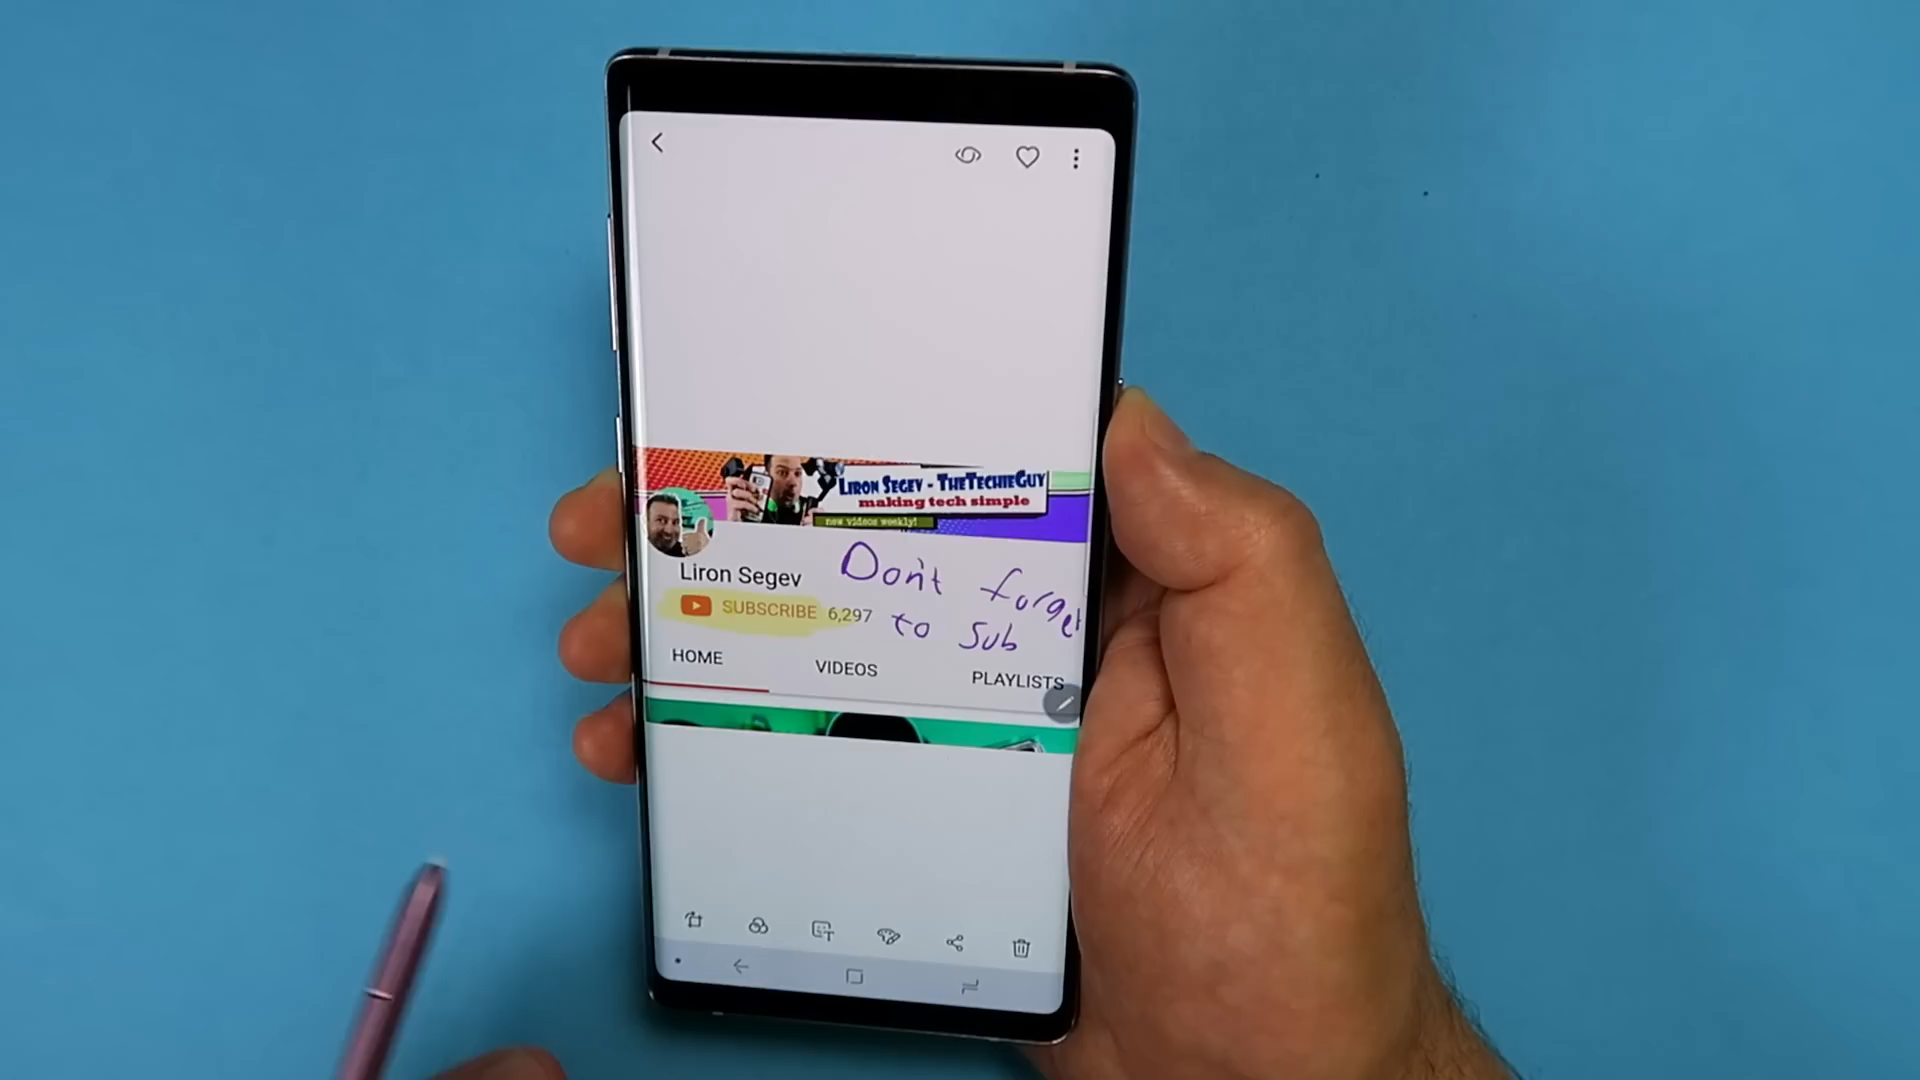 LIRON SEGEV - THETECHIEGUY
making tech simple
new videos weekly!
Liron Segev
Don't forget
SUBSCRIBE 6,297
to Sub
HOME VIDEOS PLAYLISTS